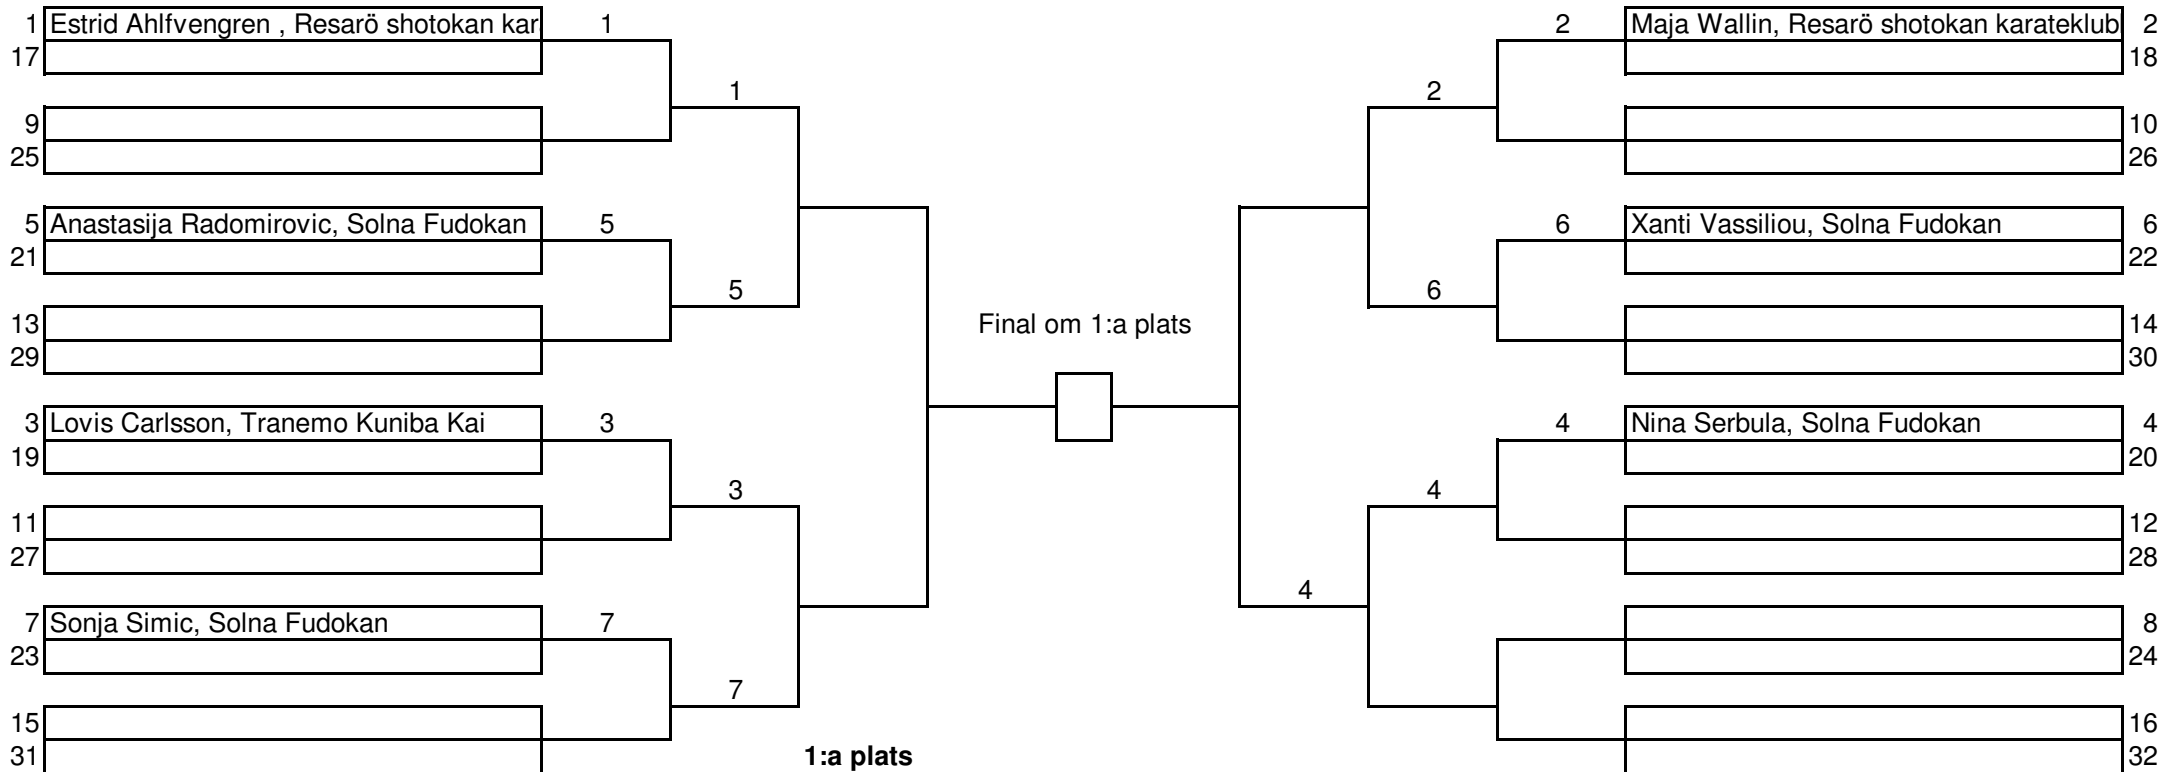 1 Estrid Ahlfvengren , Resarö shotokan kar 1 2 Maja Wallin, Resarö shotokan karateklub 2
17 18
1 2
9 10
25 26
5 Anastasija Radomirovic, Solna Fudokan 5 6 Xanti Vassiliou, Solna Fudokan 6
21 22
5 6
13 Final om 1:a plats 14
29 30
3 Lovis Carlsson, Tranemo Kuniba Kai 3 4 Nina Serbula, Solna Fudokan 4
19 20
3 4
11 12
27 28
4
7 Sonja Simic, Solna Fudokan 7 8
23 24
7
15 16
31 1:a plats 32